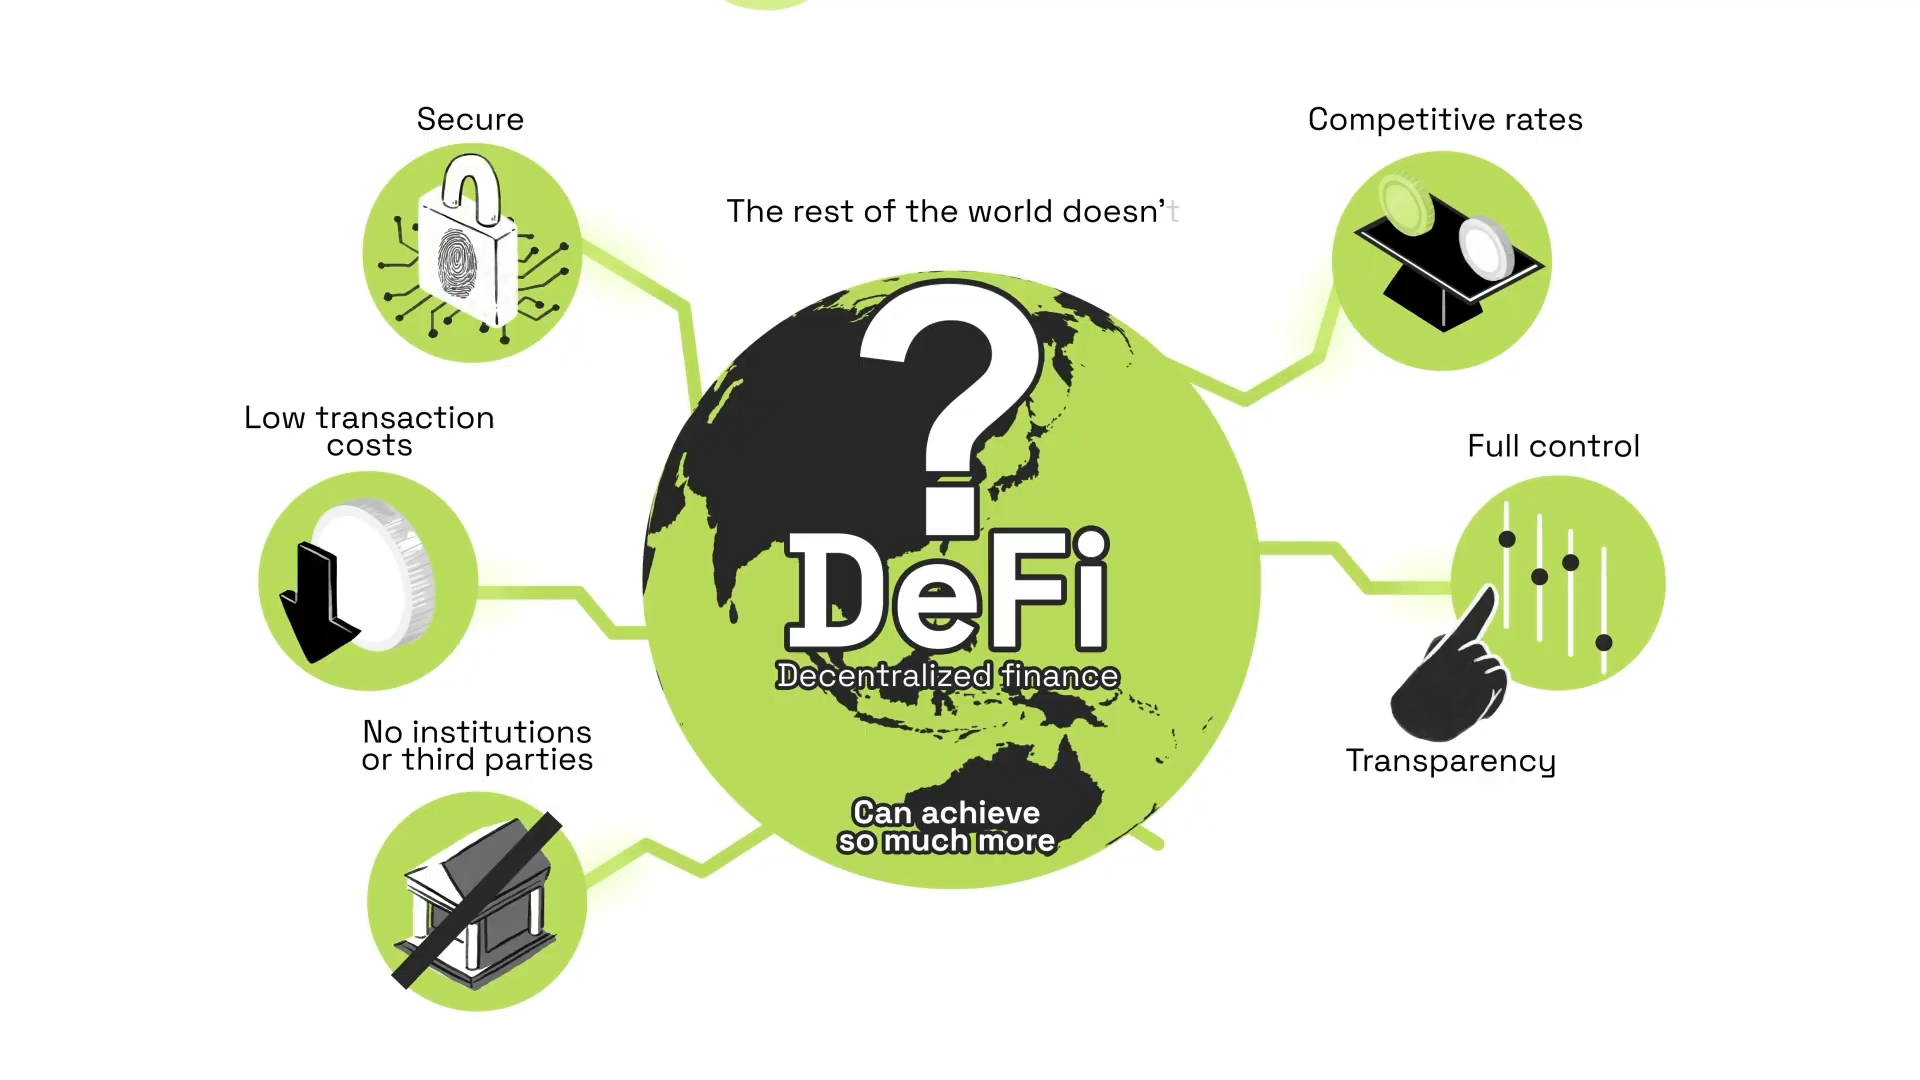 Secure
Competitive rates
The rest of the world doesn't
Low transaction
costs
Full control
?
DeFi
Decentralized finance
No institutions
or third parties
Transparency
Can achieve
so much more